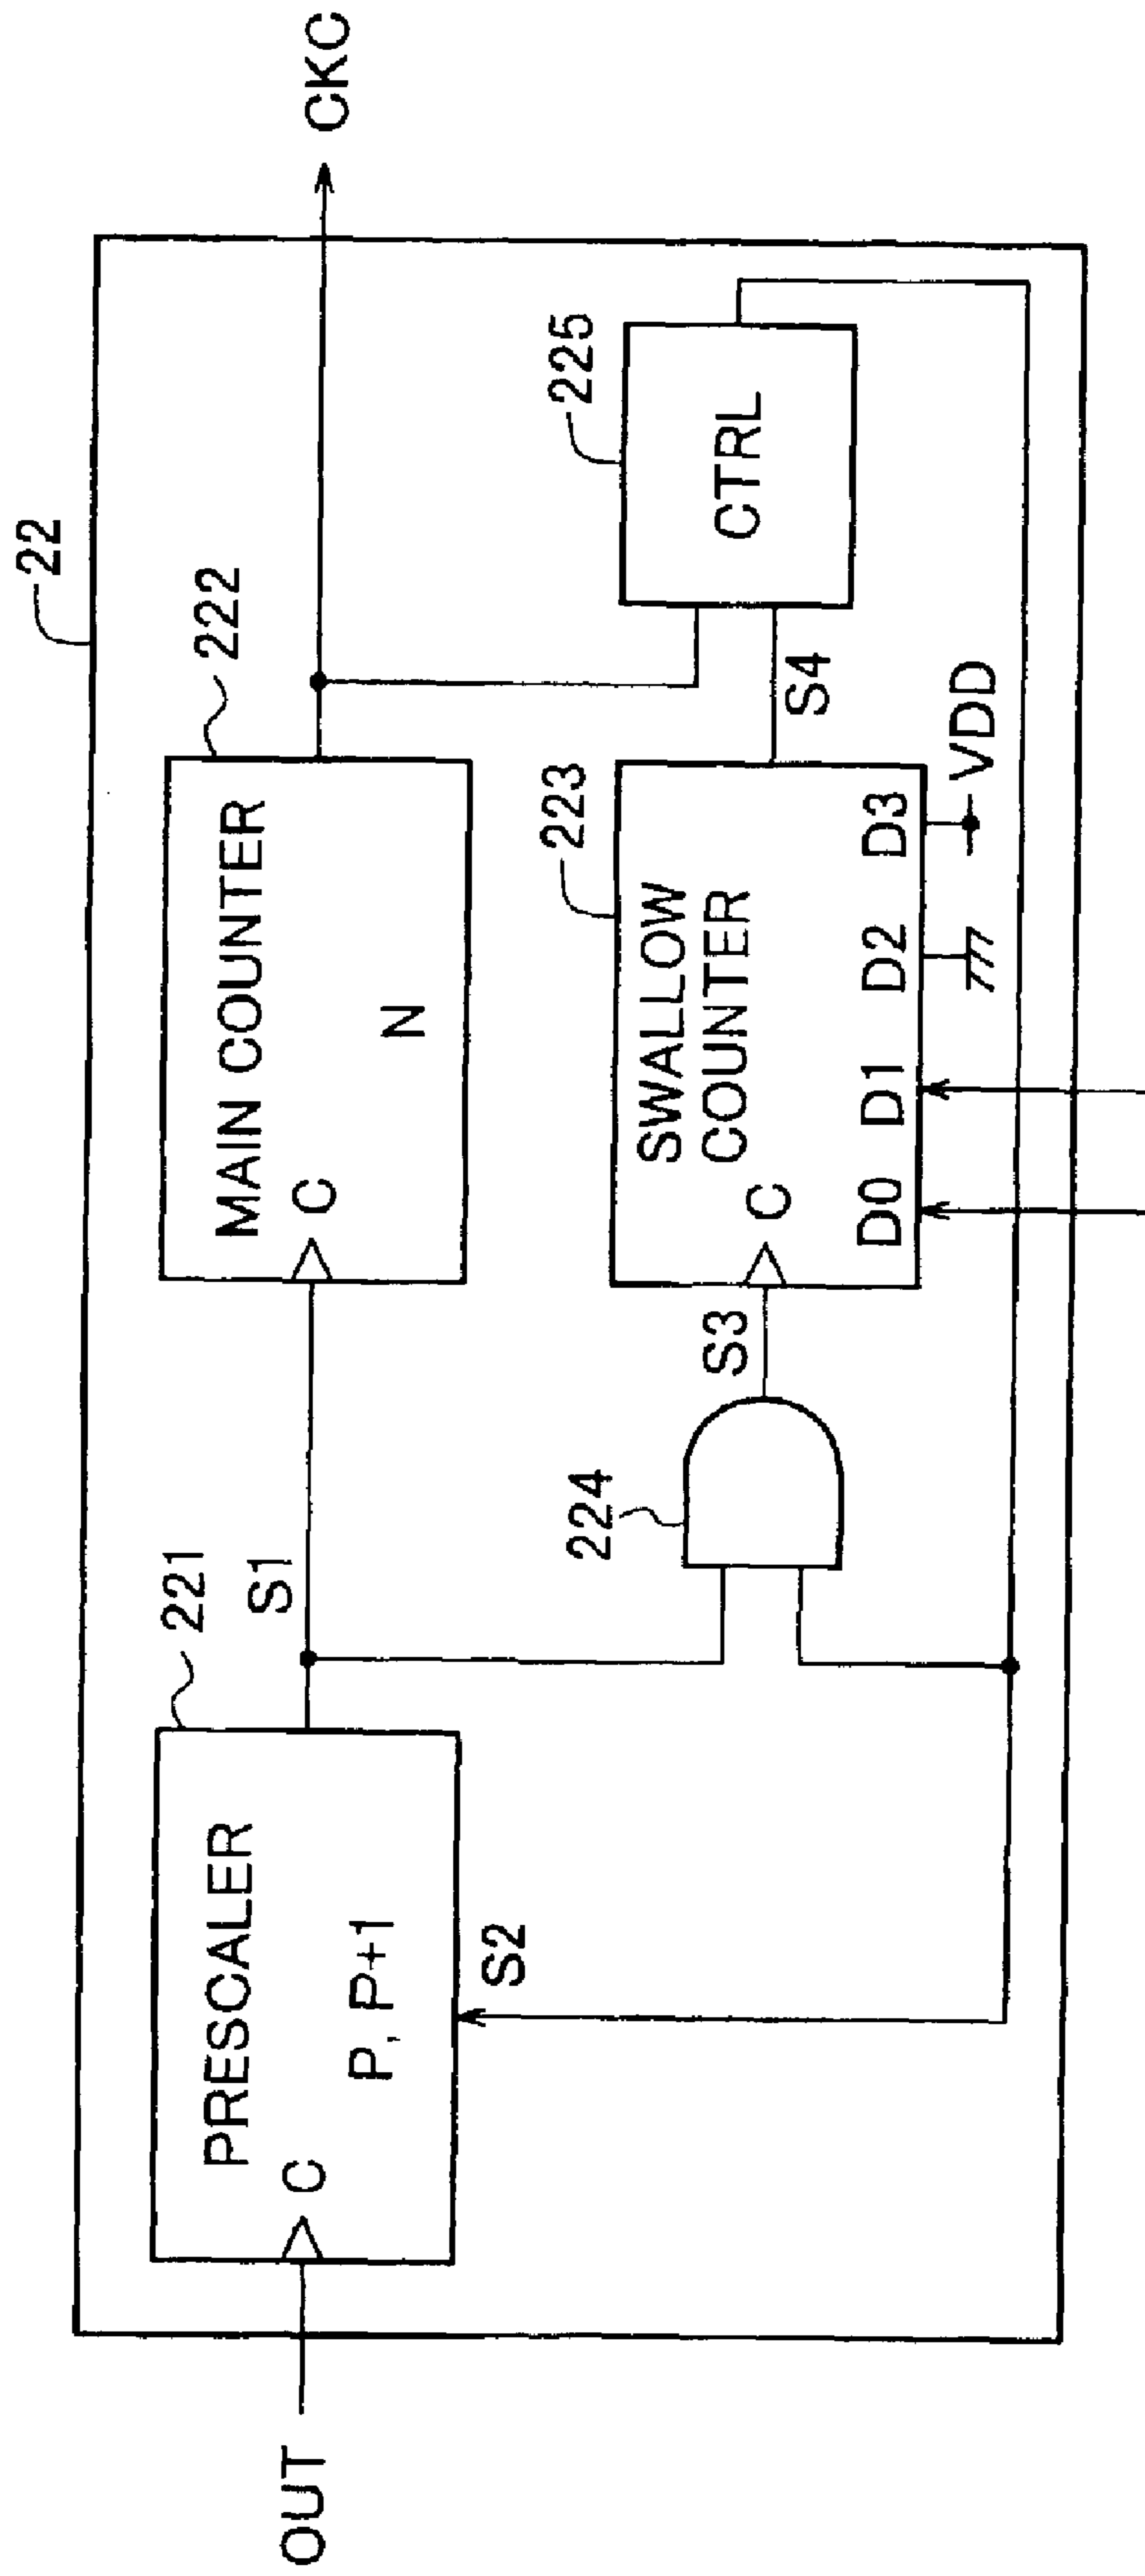 22
OUT
PRESCALER
C
P, P+1
221
S1
S2
MAIN COUNTER
C
N
222
CKC
224
S3
SWALLOW
COUNTER
C
D0 D1 D2 D3
223
S4
VDD
CTRL
225